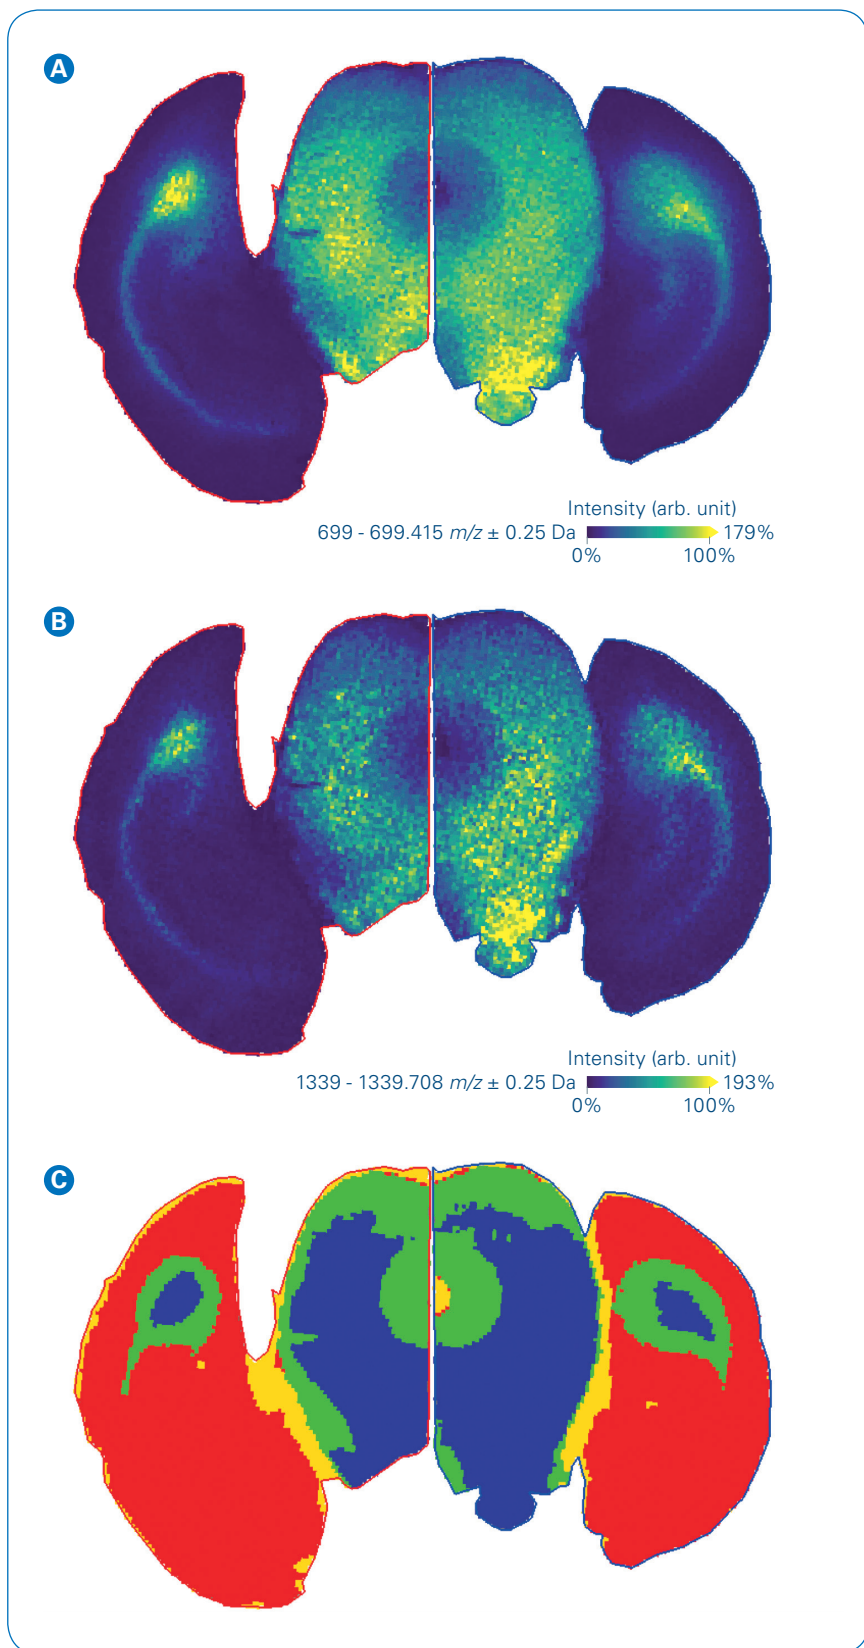 A
Intensity (arb. unit)
699 - 699.415 m/z ± 0.25 Da 179%
0% 100%
B
Intensity (arb. unit)
1339 - 1339.708 m/z ± 0.25 Da 193%
0% 100%
C